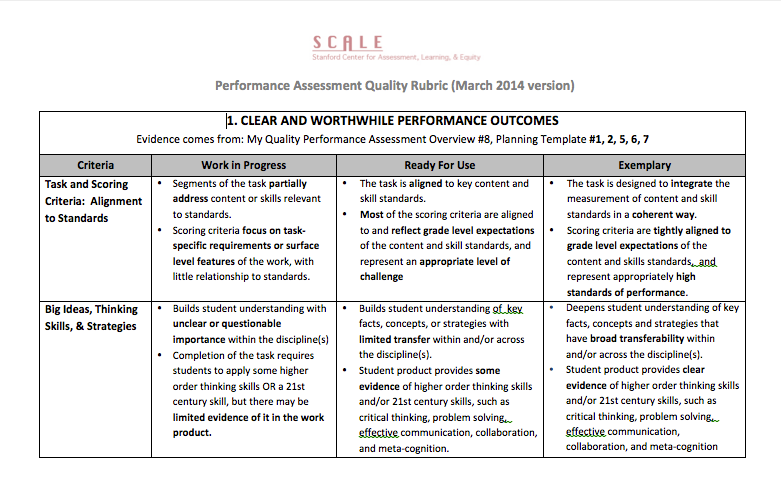 SCALE
Stanford Center for Assessment, Learning, & Equity
Performance Assessment Quality Rubric (March 2014 version)
1. CLEAR AND WORTHWHILE PERFORMANCE OUTCOMES
Evidence comes from: My Quality Performance Assessment Overview #8, Planning Template #1, 2, 5, 6, 7
Criteria
Work in Progress
Ready For Use
Exemplary
Task and Scoring
Criteria: Alignment
to Standards
• Segments of the task partially
address content or skills relevant
to standards.
• Scoring criteria focus on task-
specific requirements or surface
level features of the work, with
little relationship to standards.
• The task is aligned to key content and
skill standards.
• Most of the scoring criteria are aligned
to and reflect grade level expectations
of the content and skill standards, and
represent an appropriate level of
challenge
• The task is designed to integrate the
measurement of content and skill
standards in a coherent way.
• Scoring criteria are tightly aligned to
grade level expectations of the
content and skills standards, and
represent appropriately high
standards of performance.
Big Ideas, Thinking
Skills, & Strategies
• Builds student understanding with
unclear or questionable
importance within the discipline(s)
• Completion of the task requires
students to apply some higher
order thinking skills OR a 21st
century skill, but there may be
limited evidence of it in the work
product.
• Builds student understanding of key
facts, concepts, or strategies with
limited transfer within and/or across
the discipline(s).
• Student product provides some
evidence of higher order thinking skills
and/or 21st century skills, such as
critical thinking, problem solving,
effective communication, collaboration,
and meta-cognition.
• Deepens student understanding of key
facts, concepts and strategies that
have broad transferability within
and/or across the discipline(s).
• Student product provides clear
evidence of higher order thinking skills
and/or 21st century skills, such as
critical thinking, problem solving,
effective communication,
collaboration, and meta-cognition